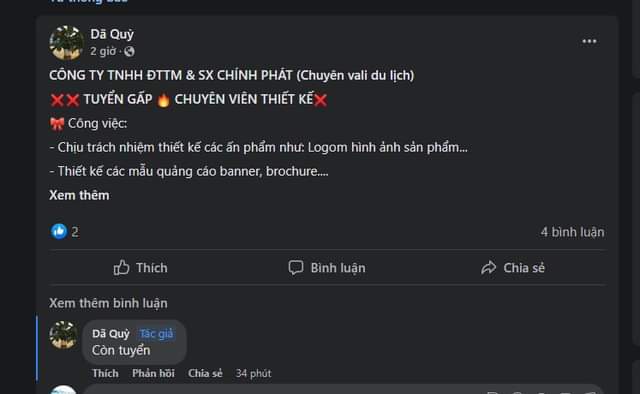 Dã Quỳ
2 giờ ·
CÔNG TY TNHH ĐTTM & SX CHÍNH PHÁT (Chuyên vali du lịch)
❌❌ TUYỂN GẤP 🔥 CHUYÊN VIÊN THIẾT KẾ❌
🎀 Công việc:
- Chịu trách nhiệm thiết kế các ấn phẩm như: Logom hình ảnh sản phẩm...
- Thiết kế các mẫu quảng cáo banner, brochure....
Xem thêm
2
4 bình luận
Thích
Bình luận
Chia sẻ
Xem thêm bình luận
Dã Quỳ Tác giả
Còn tuyển
Thích Phản hồi Chia sẻ 34 phút